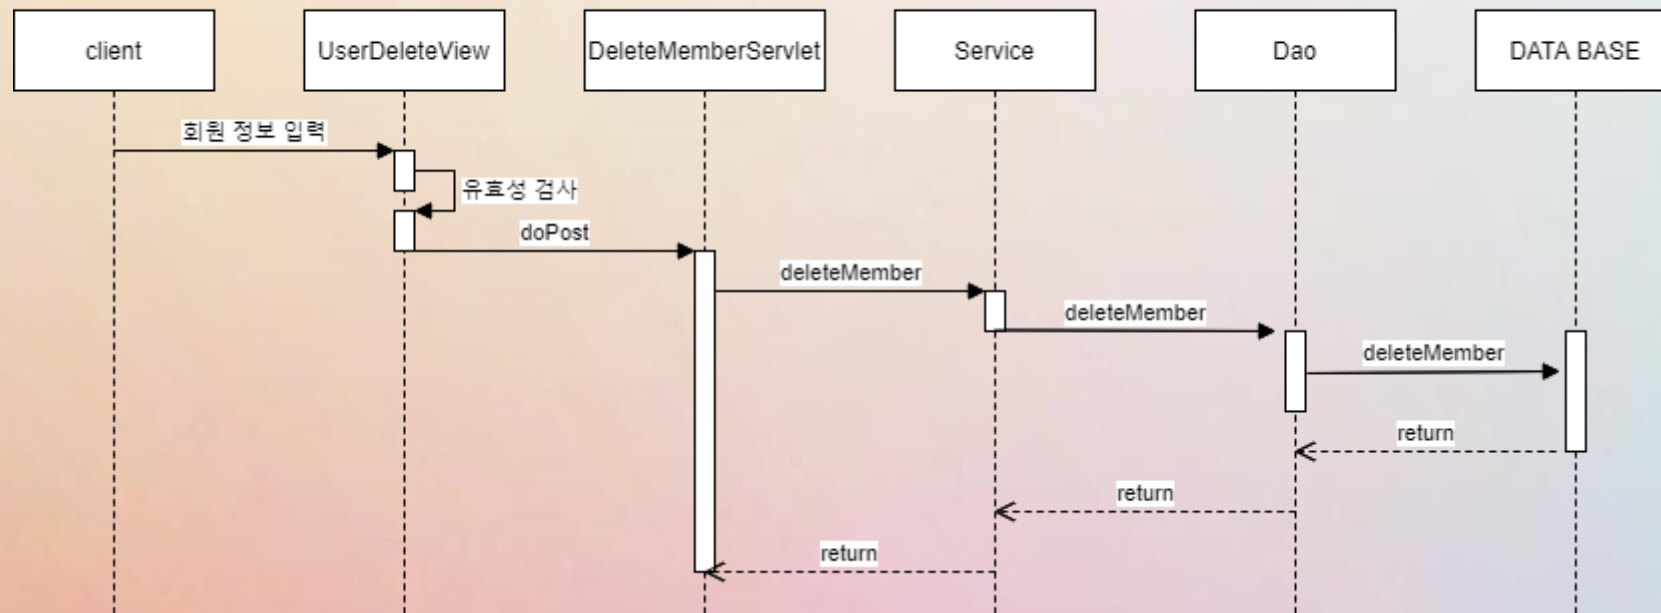 client
UserDeleteView
DeleteMemberServlet
Service
Dao
DATA BASE
회원 정보 입력
유효성 검사
doPost
deleteMember
deleteMember
deleteMember
return
return
return